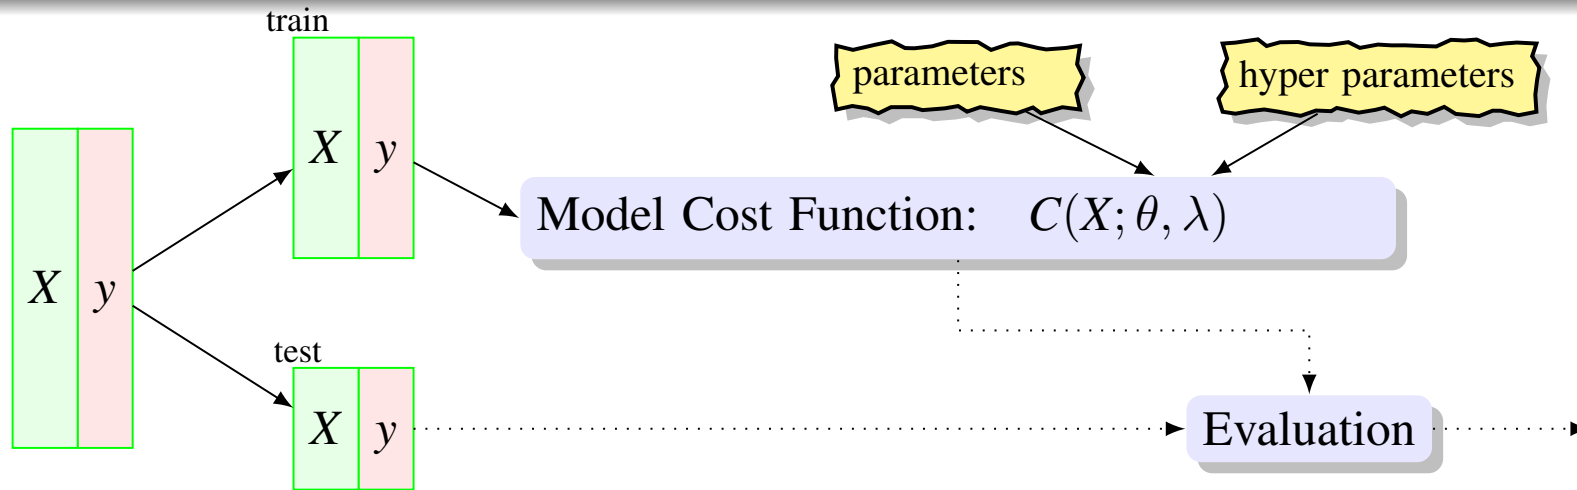 train
parameters
hyper parameters
X y
X y
Model Cost Function: C(X; θ, λ)
test
X y
Evaluation